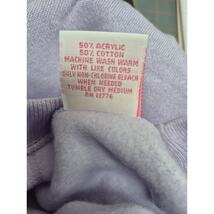 50% ACRYLIC
50% COTTON
MACHINE WASH WARM
WITH LIKE COLORS
ONLY NON-CHLORINE BLEACH
WHEN NEEDED
TUMBLE DRY MEDIUM
RN 12776